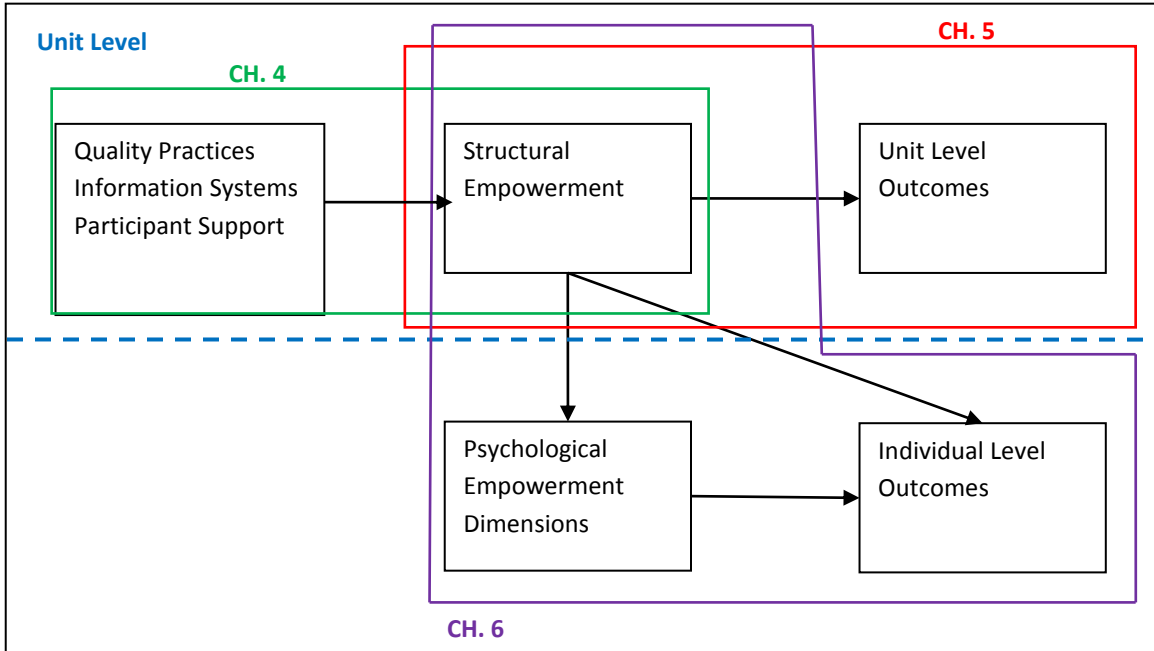 Unit Level
CH. 5
CH. 4
Quality Practices
Information Systems
Participant Support
Structural
Empowerment
Unit Level
Outcomes
Psychological
Empowerment
Dimensions
Individual Level
Outcomes
CH. 6